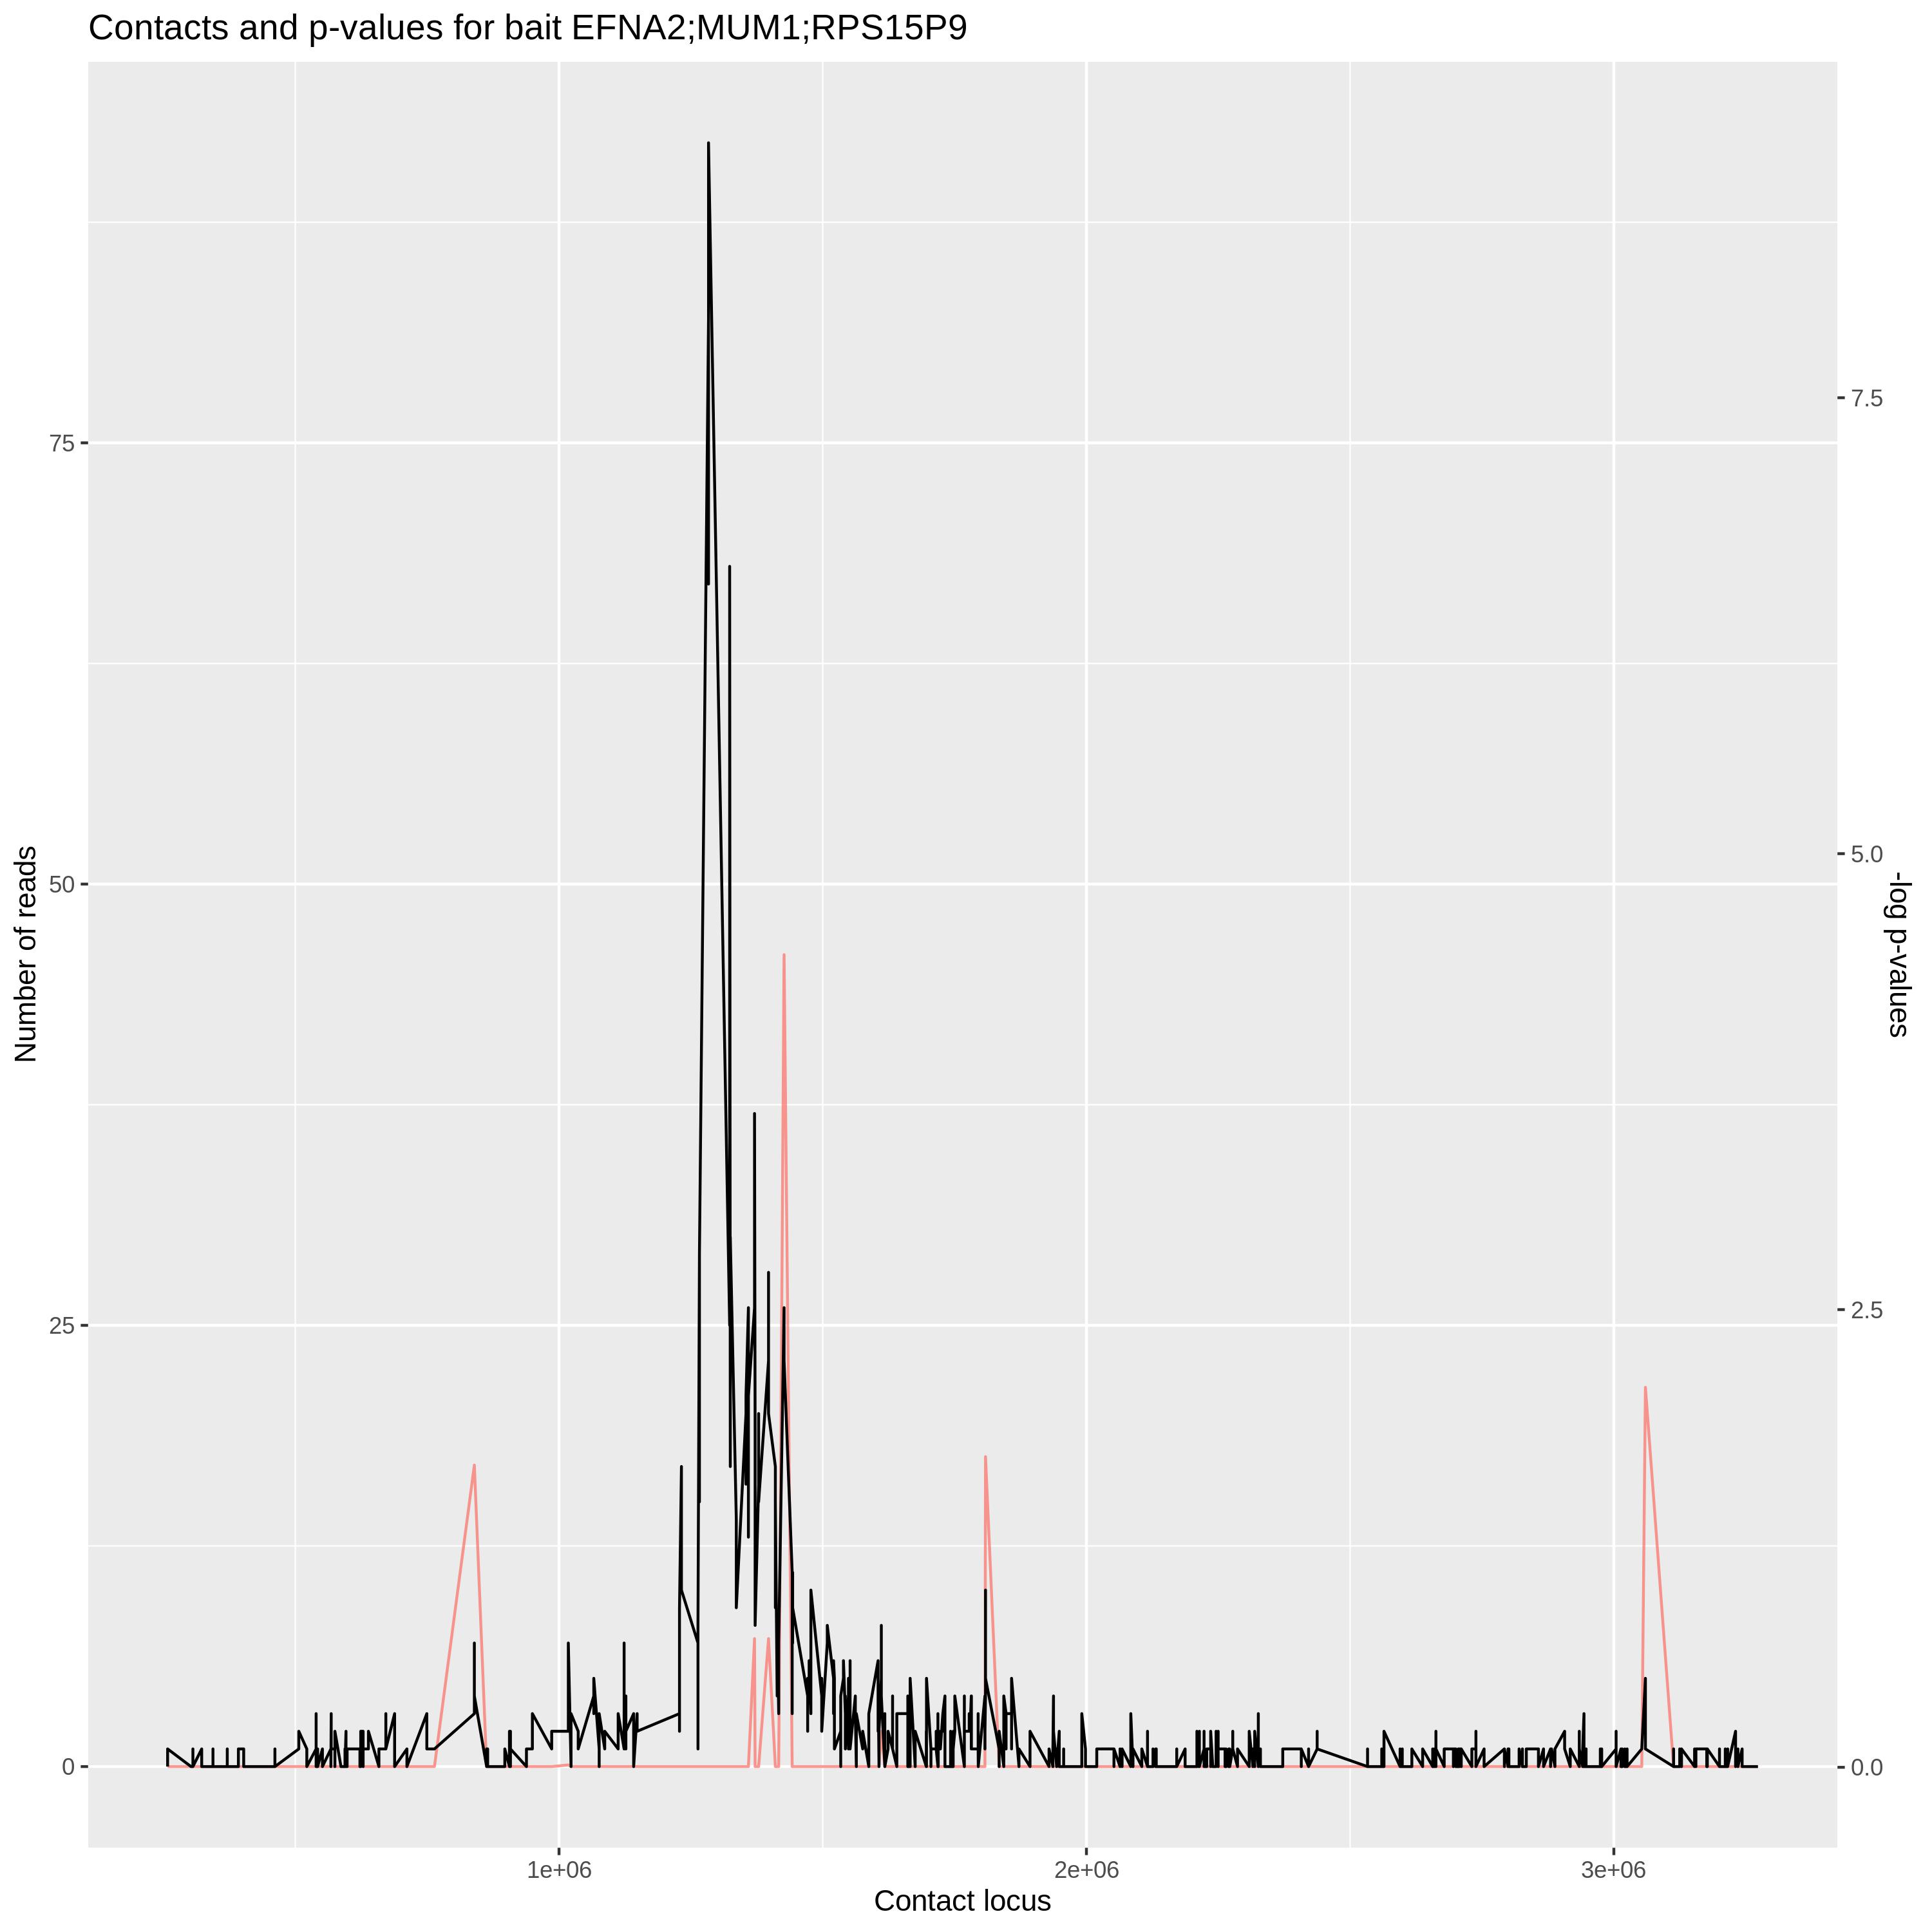 Contacts and p-values for bait EFNA2;MUM1;RPS15P9
Number of reads
75
50
25
0
7.5
5.0
2.5
0.0
-log p-values
1e+06
2e+06
3e+06
Contact locus